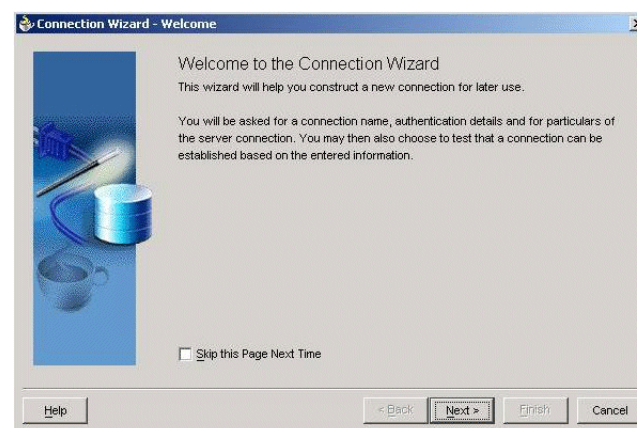 Connection Wizard - Welcome
Welcome to the Connection Wizard
This wizard will help you construct a new connection for later use.
You will be asked for a connection name, authentication details and for particulars of
the server connection. You may then also choose to test that a connection can be
established based on the entered information.
Skip this Page Next Time
Help
< Back
Next >
Finish
Cancel